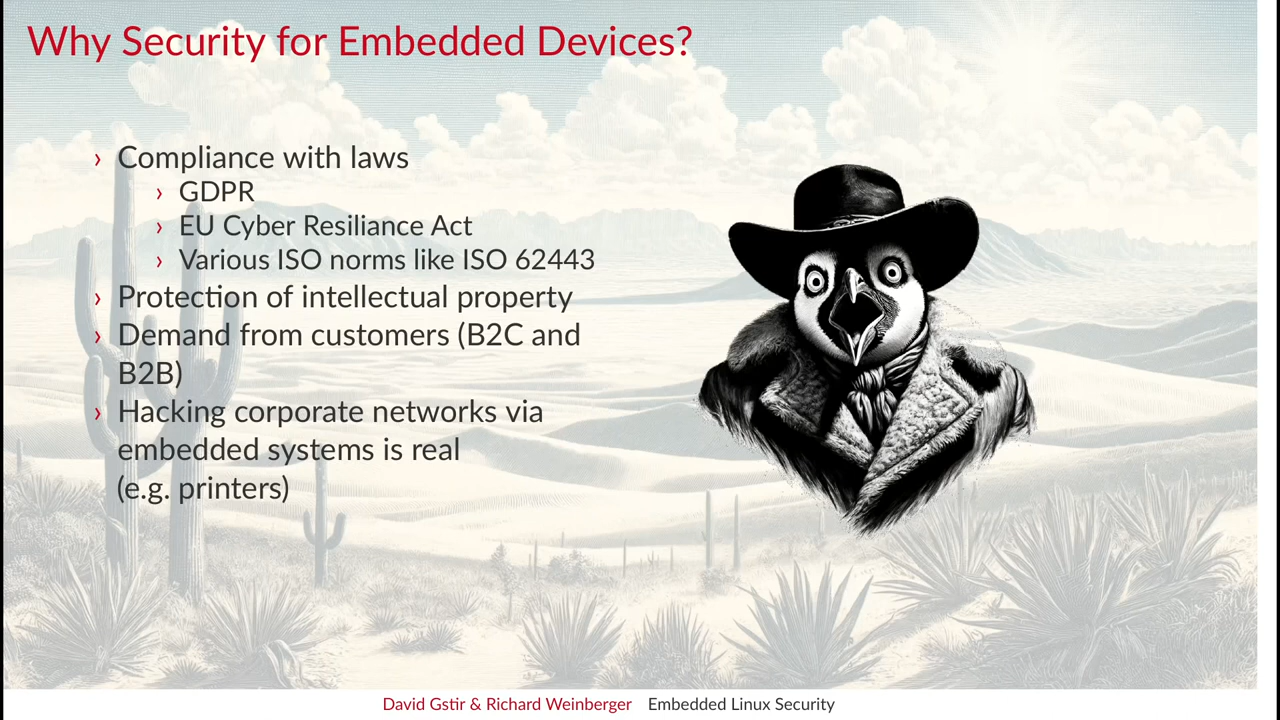 Why Security for Embedded Devices?
› Compliance with laws
› GDPR
› EU Cyber Resiliance Act
› Various ISO norms like ISO 62443
› Protection of intellectual property
› Demand from customers (B2C and
B2B)
› Hacking corporate networks via
embedded systems is real
(e.g. printers)
David Gstir & Richard Weinberger Embedded Linux Security